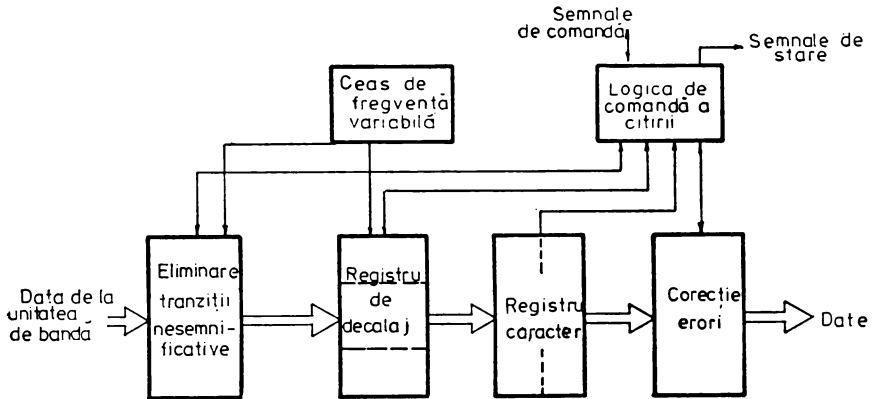 Semnale
de comandă
Semnale de
stare
Ceas de
fregvență
variabilă
Logica de
comandă a
citirii
Data de la
unitatea
de bandă
Eliminare
tranziții
nesemni-
ficative
Registru
de
decalaj
Registru
caracter
Corecție
erori
Date